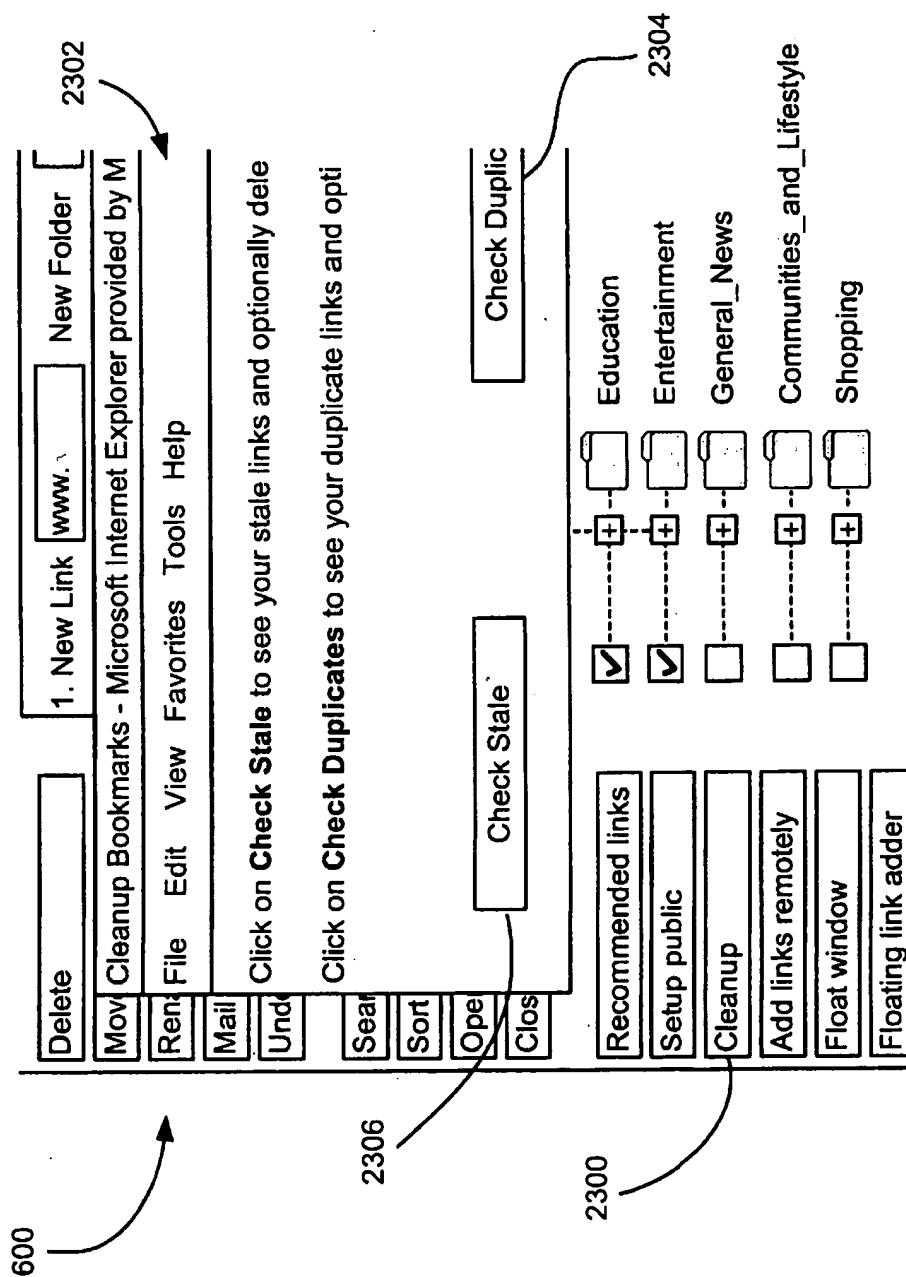 600
2302
Delete
1. New Link
www.
New Folder
Mov
Cleanup Bookmarks - Microsoft Internet Explorer provided by M
Ren
File Edit View Favorites Tools Help
Mail
Und
Click on Check Stale to see your stale links and optionally dele
Click on Check Duplicates to see your duplicate links and opti
Sear
Sort
Ope
Clos
Check Stale
Check Duplic
2306
2304
Recommended links
Education
Setup public
Entertainment
Cleanup
General_News
2300
Add links remotely
Communities_and_Lifestyle
Float window
Shopping
Floating link adder